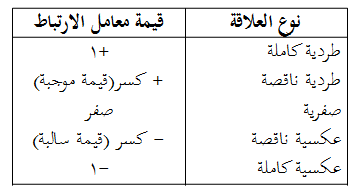 نوع العلاقة قيمة معامل الارتباط
طردية كاملة +١
طردية ناقصة + كسر(قيمة موجبة)
صفرية صفر
عكسية ناقصة – كسر (قيمة سالبة)
عكسية كاملة –١